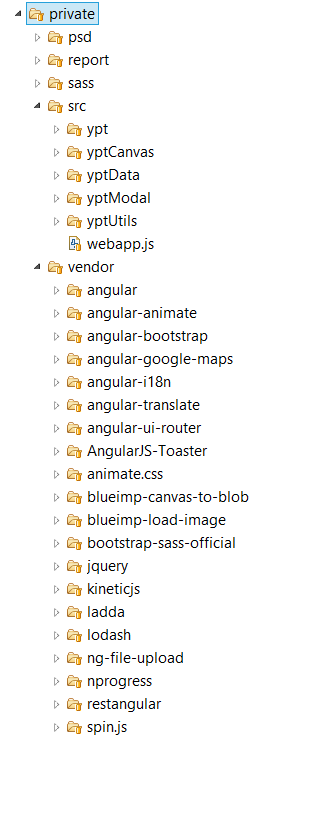 private
psd
report
sass
src
ypt
yptCanvas
yptData
yptModal
yptUtils
webapp.js
vendor
angular
angular-animate
angular-bootstrap
angular-google-maps
angular-i18n
angular-translate
angular-ui-router
AngularJS-Toaster
animate.css
blueimp-canvas-to-blob
blueimp-load-image
bootstrap-sass-official
jquery
kineticjs
ladda
lodash
ng-file-upload
nprogress
restangular
spin.js